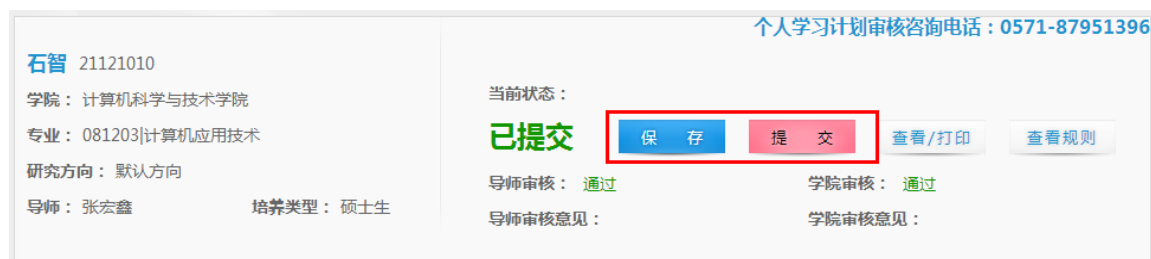 个人学习计划审核咨询电话：0571-87951396
石智 21121010
学院： 计算机科学与技术学院
专业： 081203|计算机应用技术
研究方向： 默认方向
导师： 张宏鑫 培养类型： 硕士生
当前状态：
已提交 保 存 提 交 查看/打印 查看规则
导师审核： 通过 学院审核： 通过
导师审核意见： 学院审核意见：